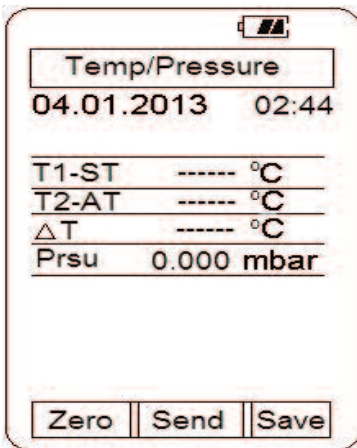 Temp/Pressure
04.01.2013 02:44
T1-ST ------ °C
T2-AT ------ °C
△T ------ °C
Prsu 0.000 mbar
Zero Send Save